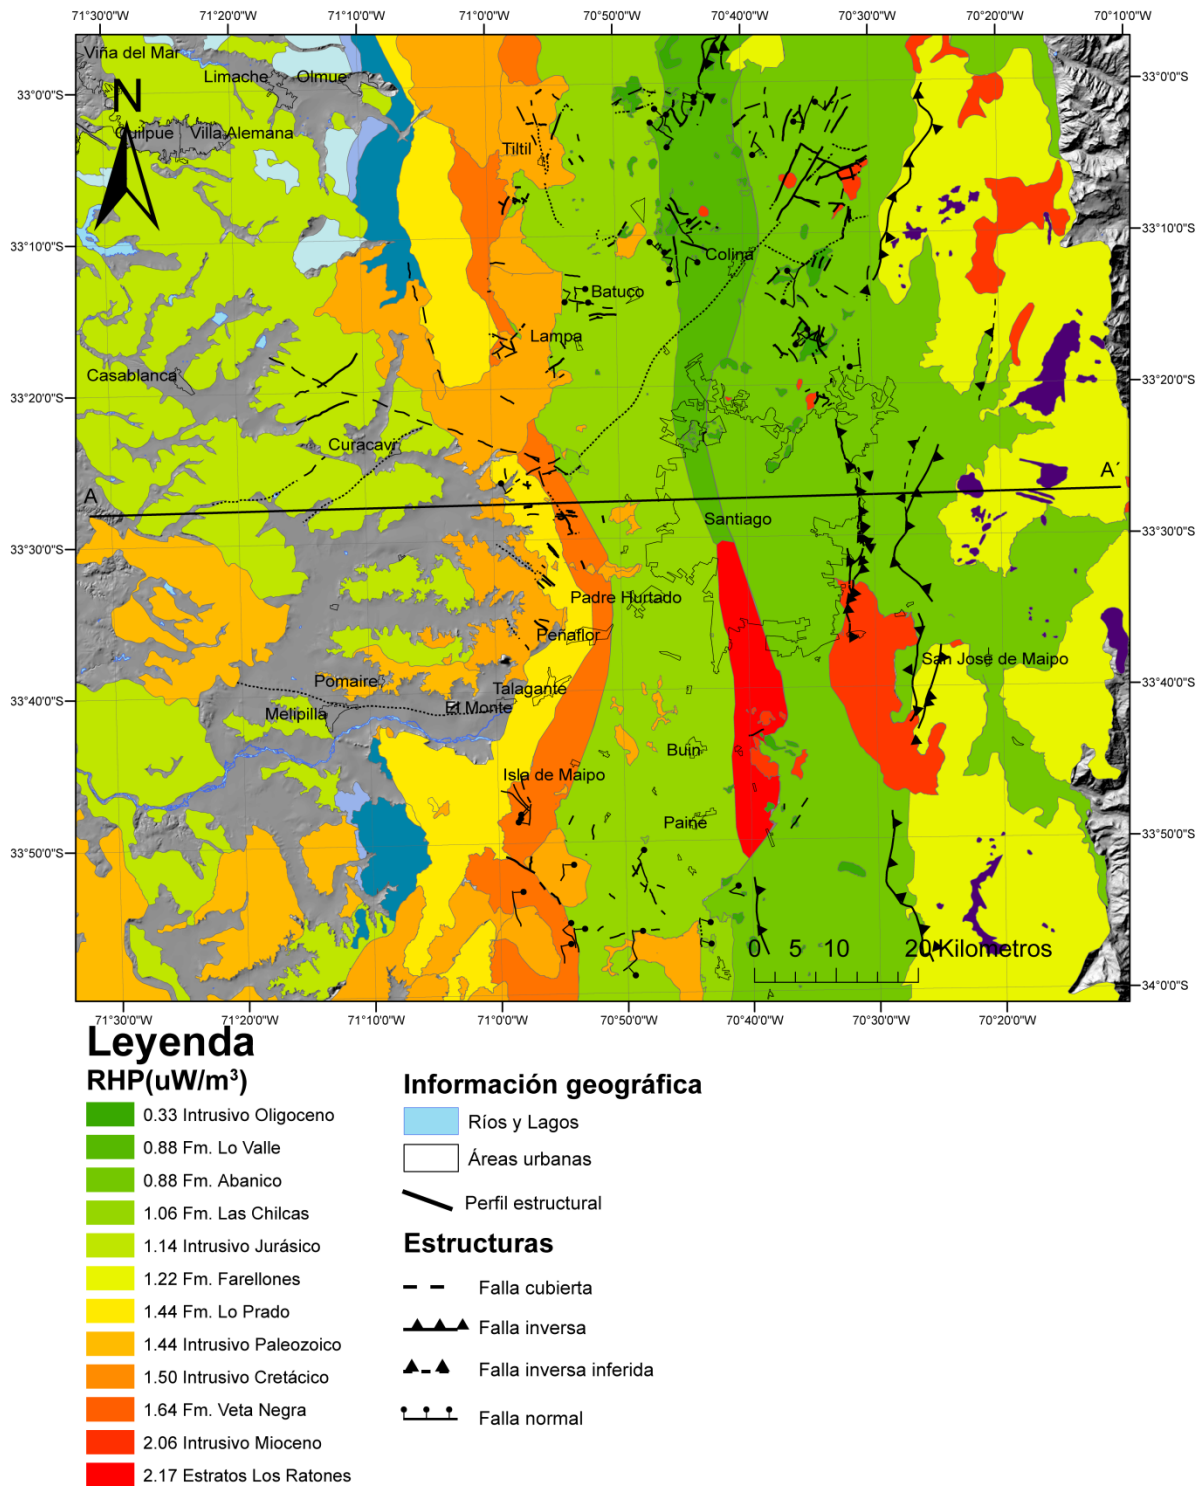 71°30'0"W 71°20'0"W 71°10'0"W 71°0'0"W 70°50'0"W 70°40'0"W 70°30'0"W 70°20'0"W 70°10'0"W
Viña del Mar
Limache Olmue
33°0'0"S 33°0'0"S
N
Quilpue Villa Alemana
Tiltil
33°10'0"S 33°10'0"S
Colina
Batuco
Lampa
Casablanca
33°20'0"S 33°20'0"S
Curacavi
A A´
Santiago
33°30'0"S 33°30'0"S
Padre Hurtado
Peñaflor
San José de Maipo
33°40'0"S 33°40'0"S
Pomaire Talagante
Melipilla El Monte
Buin
Isla de Maipo
Paine
33°50'0"S 33°50'0"S
0 5 10 20 Kilometros
34°0'0"S
71°30'0"W 71°20'0"W 71°10'0"W 71°0'0"W 70°50'0"W 70°40'0"W 70°30'0"W 70°20'0"W
Leyenda
RHP(uW/m³)
0.33 Intrusivo Oligoceno
0.88 Fm. Lo Valle
0.88 Fm. Abanico
1.06 Fm. Las Chilcas
1.14 Intrusivo Jurásico
1.22 Fm. Farellones
1.44 Fm. Lo Prado
1.44 Intrusivo Paleozoico
1.50 Intrusivo Cretácico
1.64 Fm. Veta Negra
2.06 Intrusivo Mioceno
2.17 Estratos Los Ratones
Información geográfica
Ríos y Lagos
Áreas urbanas
Perfil estructural
Estructuras
Falla cubierta
Falla inversa
Falla inversa inferida
Falla normal